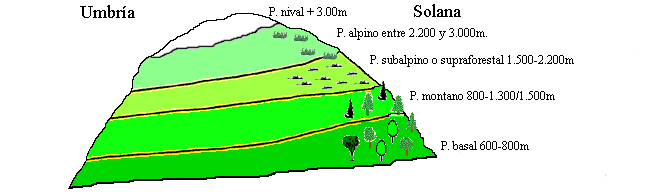 Umbría
Solana
P. nival + 3.00m
P. alpino entre 2.200 y 3.000m.
P. subalpino o supraforestal 1.500-2.200m
P. montano 800-1.300/1.500m
P. basal 600-800m